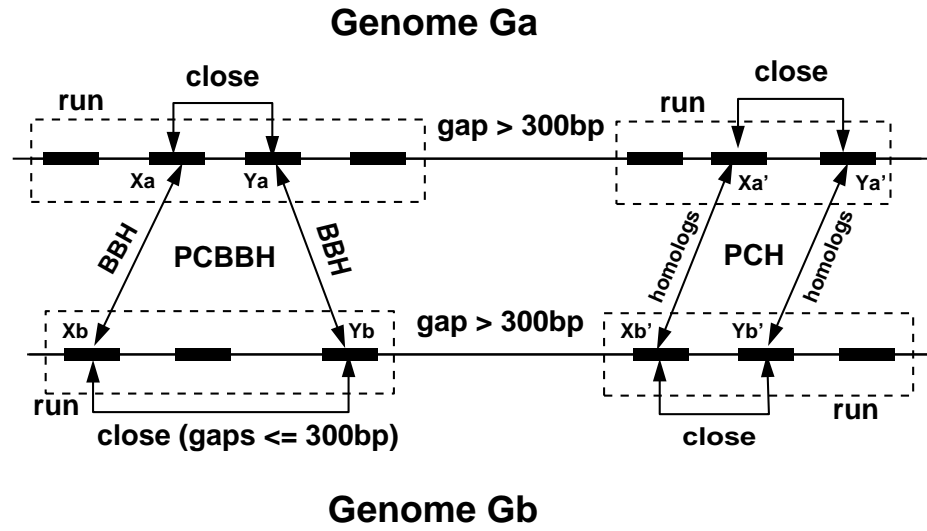 Genome Ga
close
close
run
gap > 300bp
run
Xa
Ya
Xa’
Ya’
BBH
BBH
homologs
homologs
PCBBH
PCH
Xb
Yb
gap > 300bp
Xb’
Yb’
run
run
close (gaps <= 300bp)
close
Genome Gb